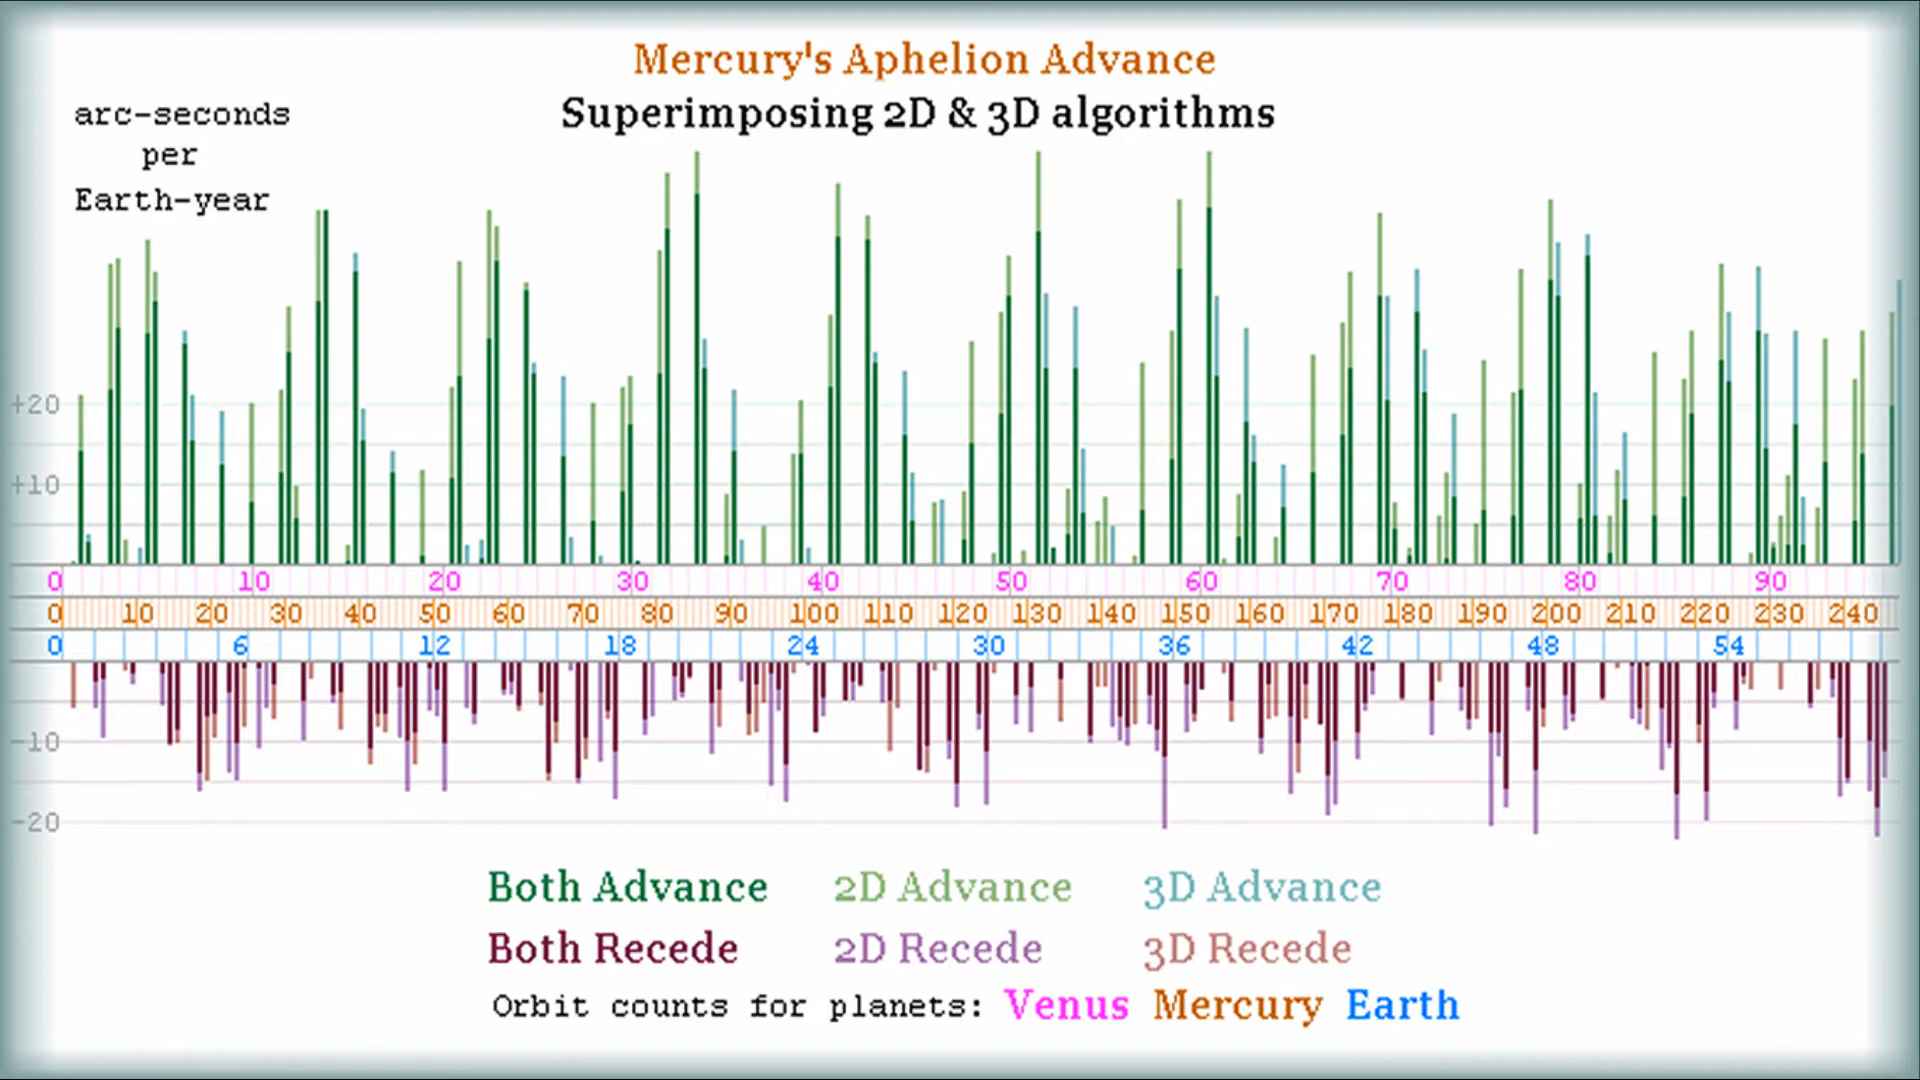 Mercury's Aphelion Advance
Superimposing 2D & 3D algorithms
arc-seconds
per
Earth-year
+20
+10
0 10 20 30 40 50 60 70 80 90
0 10 20 30 40 50 60 70 80 90 100 110 120 130 140 150 160 170 180 190 200 210 220 230 240
0 6 12 18 24 30 36 42 48 54
-10
-20
Both Advance 2D Advance 3D Advance
Both Recede 2D Recede 3D Recede
Orbit counts for planets: Venus Mercury Earth